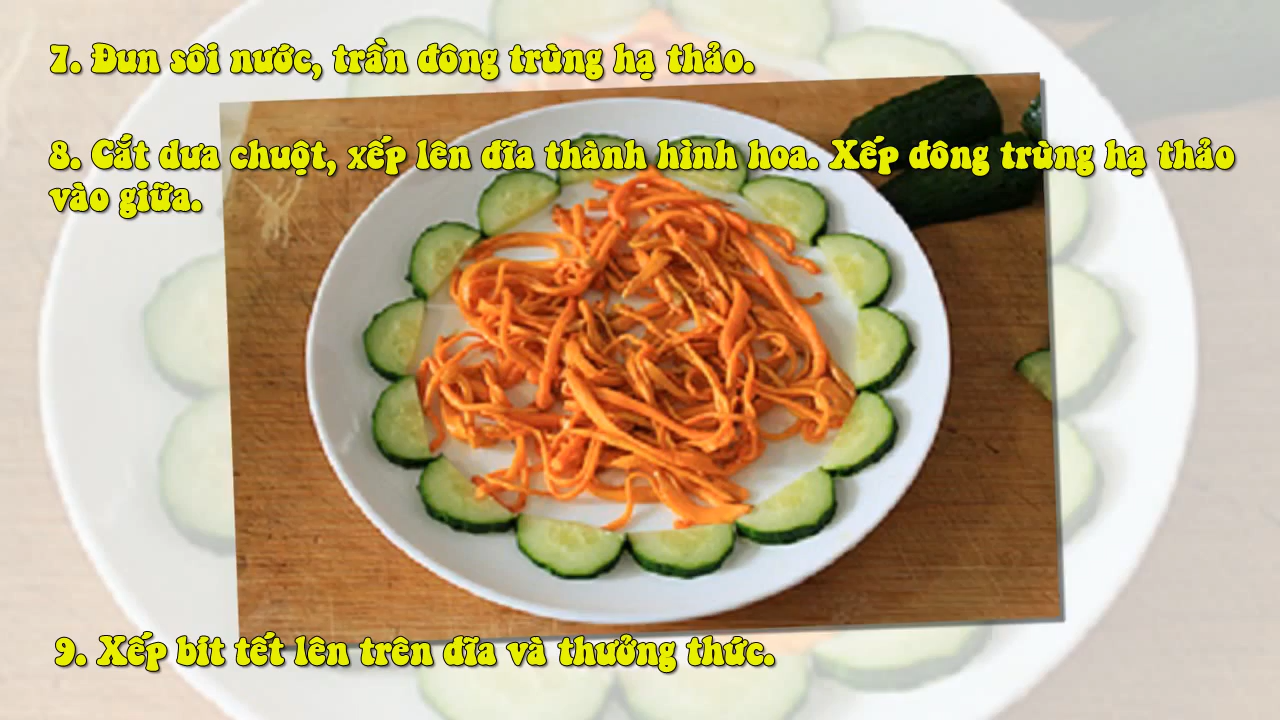 7. Đun sôi nước, trần đông trùng hạ thảo.
8. Cắt dưa chuột, xếp lên đĩa thành hình hoa. Xếp đông trùng hạ thảo
vào giữa.
9. Xếp bít tết lên trên đĩa và thưởng thức.